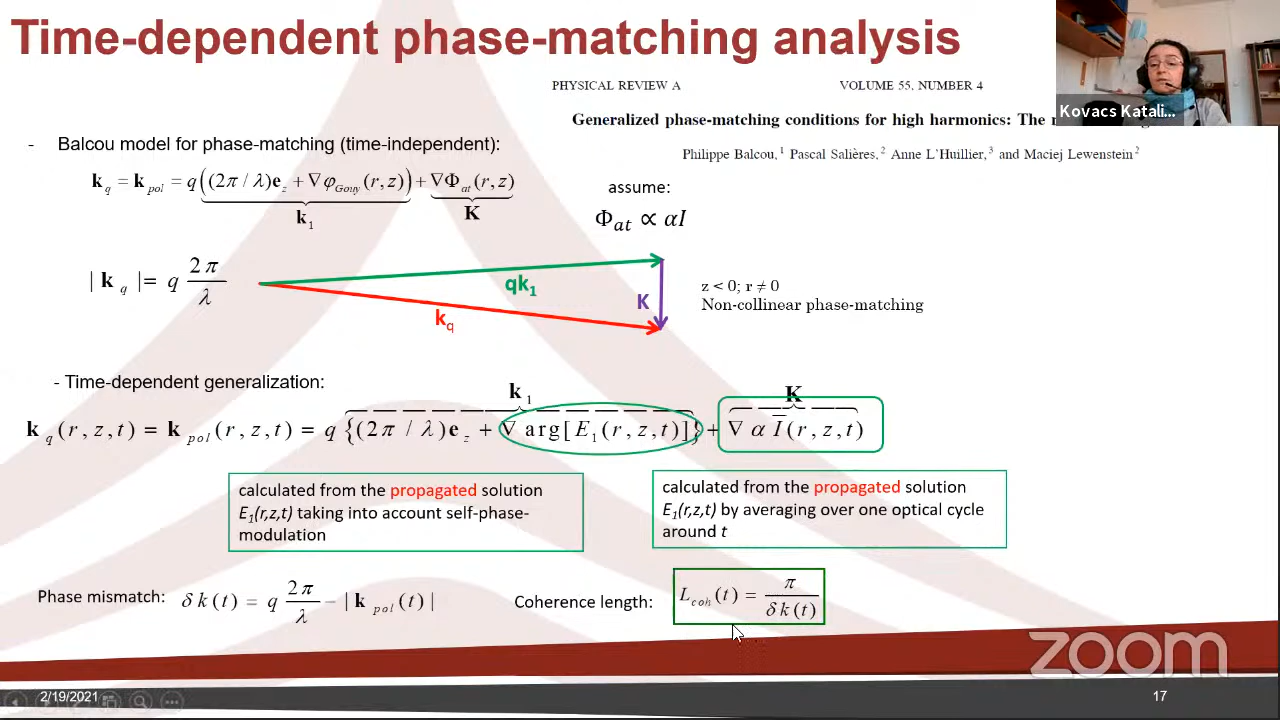 Time-dependent phase-matching analysis
Kovacs Katali...
PHYSICAL REVIEW A VOLUME 55, NUMBER 4
Generalized phase-matching conditions for high harmonics: The
Philippe Balcou,¹ Pascal Salières,² Anne L'Huillier,³ and Maciej Lewenstein²
- Balcou model for phase-matching (time-independent):
k_q = k_pol = q((2π / λ)e_z + ∇φ_Gouy(r, z)) + ∇Φ_at(r, z)
k_1 K
assume:
Φ_at ∝ αI
| k_q |= q 2π/λ
qk_1
K
k_q
z < 0; r ≠ 0
Non-collinear phase-matching
- Time-dependent generalization:
k_1 K
k_q(r, z, t) = k_pol(r, z, t) = q {(2π / λ)e_z + ∇ arg[E_1(r, z, t)]} + ∇ α I̅(r, z, t)
calculated from the propagated solution
E_1(r,z,t) taking into account self-phase-
modulation
calculated from the propagated solution
E_1(r,z,t) by averaging over one optical cycle
around t
Phase mismatch: δk(t) = q 2π/λ − | k_pol(t) |
Coherence length: L_coh(t) = π/δk(t)
zoom
2/19/2021
17